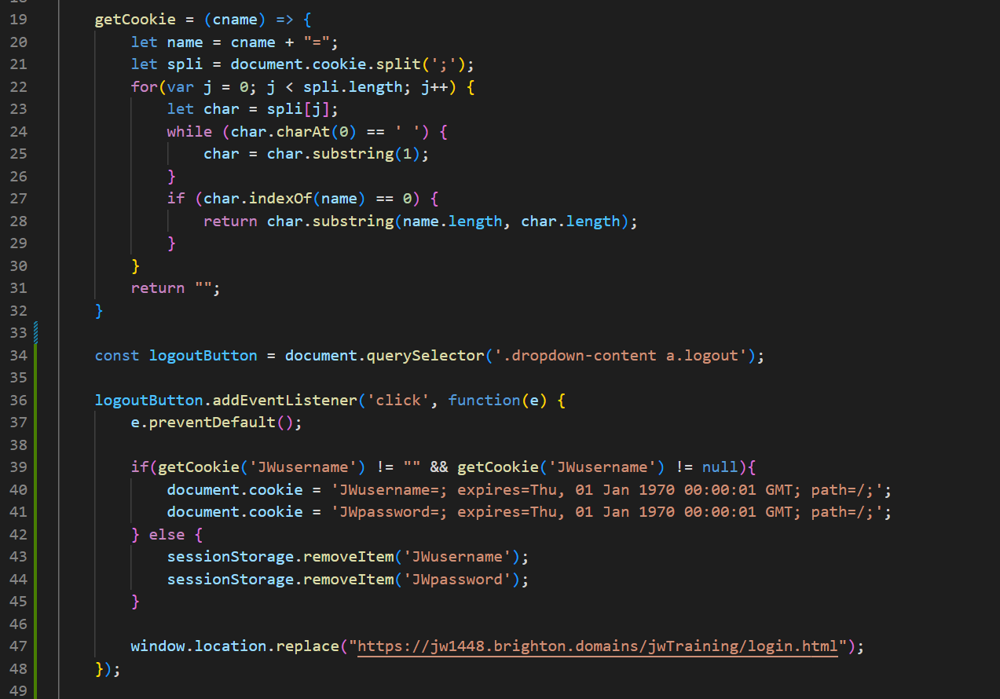 19 getCookie = (cname) => {
20 let name = cname + "=";
21 let spli = document.cookie.split(';');
22 for(var j = 0; j < spli.length; j++) {
23 let char = spli[j];
24 while (char.charAt(0) == ' ') {
25 char = char.substring(1);
26 }
27 if (char.indexOf(name) == 0) {
28 return char.substring(name.length, char.length);
29 }
30 }
31 return "";
32 }
33
34 const logoutButton = document.querySelector('.dropdown-content a.logout');
35
36 logoutButton.addEventListener('click', function(e) {
37 e.preventDefault();
38
39 if(getCookie('JWusername') != "" && getCookie('JWusername') != null){
40 document.cookie = 'JWusername=; expires=Thu, 01 Jan 1970 00:00:01 GMT; path=/;';
41 document.cookie = 'JWpassword=; expires=Thu, 01 Jan 1970 00:00:01 GMT; path=/;';
42 } else {
43 sessionStorage.removeItem('JWusername');
44 sessionStorage.removeItem('JWpassword');
45 }
46
47 window.location.replace("https://jw1448.brighton.domains/jwTraining/login.html");
48 });
49